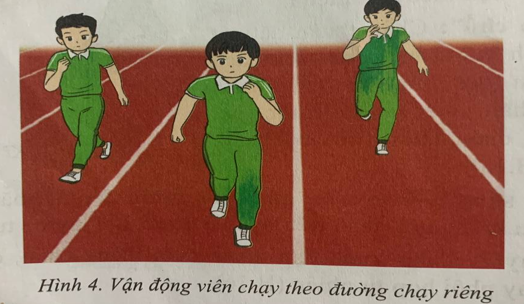 Hình 4. Vận động viên chạy theo đường chạy riêng